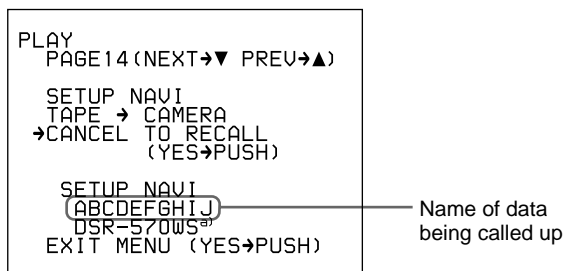 PLAY
PAGE14(NEXT→▼ PREV→▲)
SETUP NAVI
TAPE → CAMERA
→CANCEL TO RECALL
(YES→PUSH)
SETUP NAVI
ABCDEFGHIJ
DSR-570WSa)
EXIT MENU (YES→PUSH)
Name of data
being called up